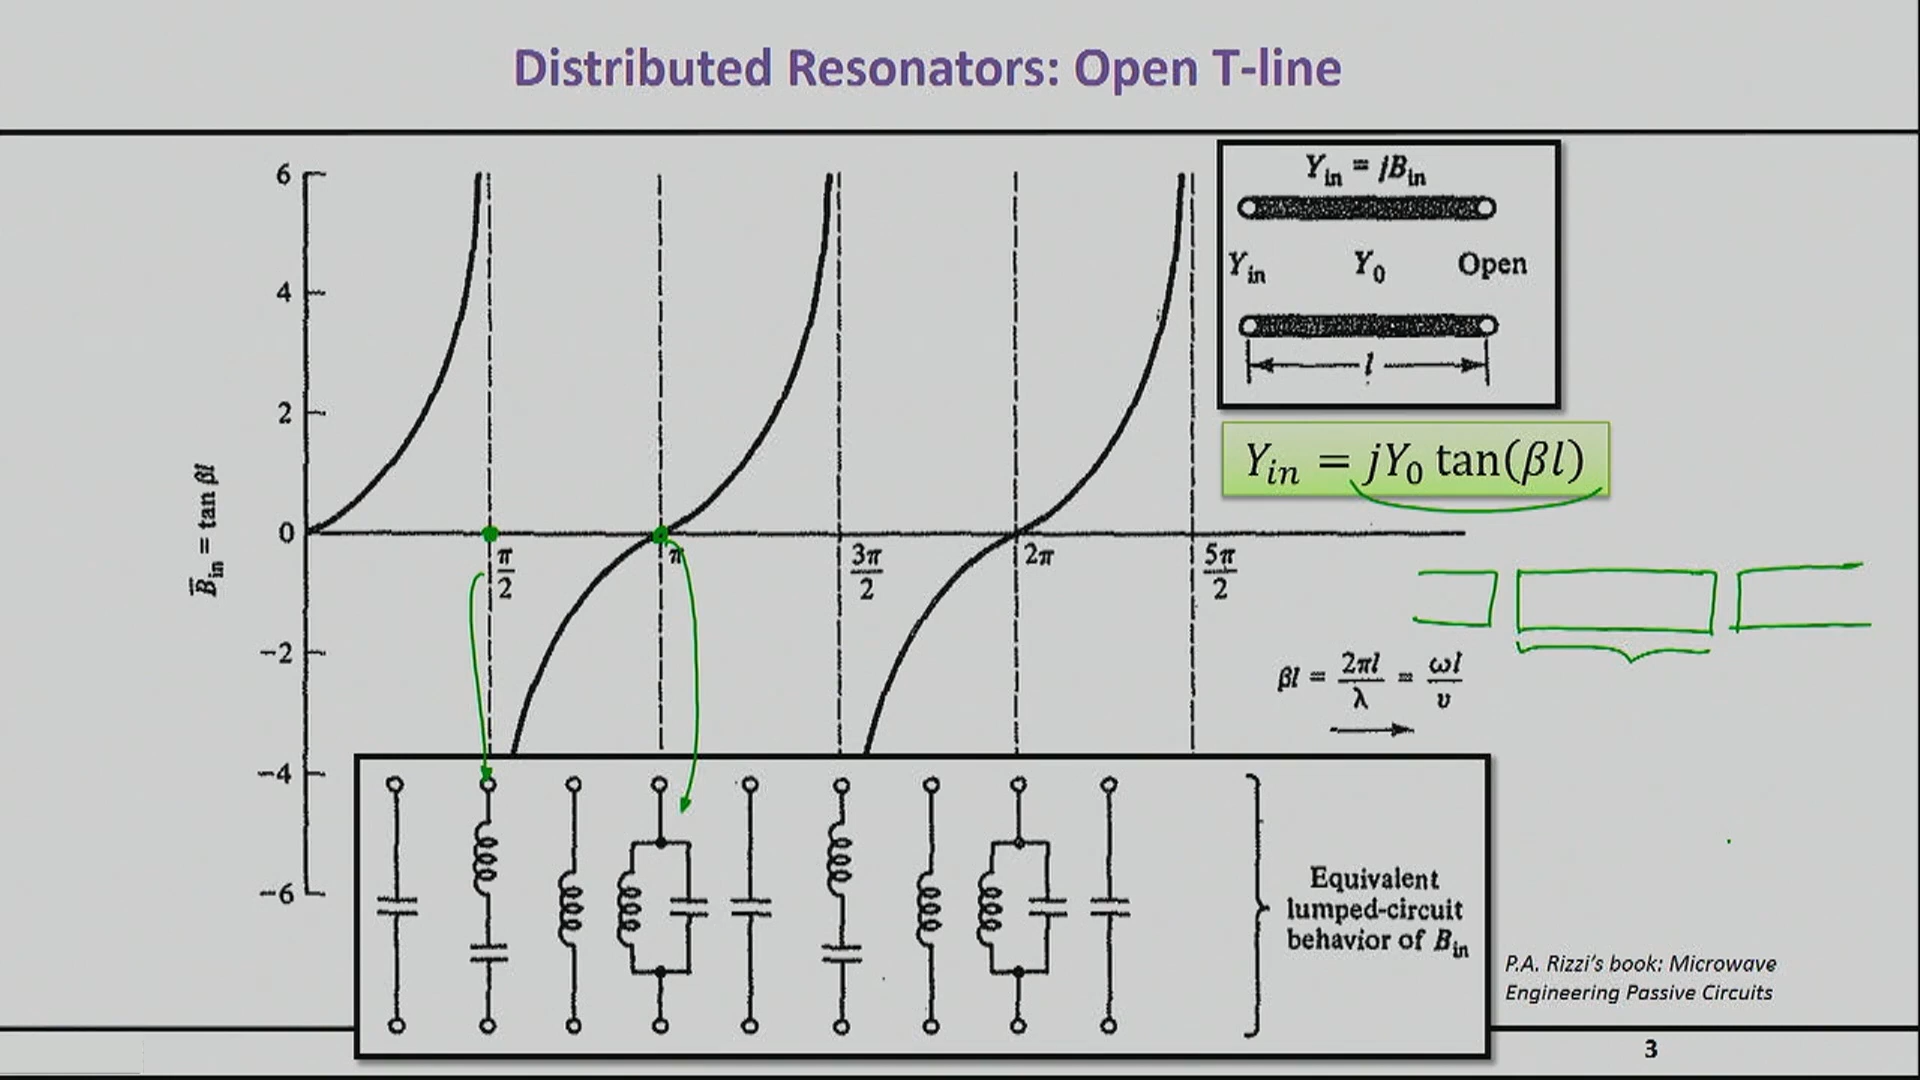 Distributed Resonators: Open T-line
6
4
2
0
−2
−4
−6
B̅in = tan βl
π/2
π
3π/2
2π
5π/2
Yin = jBin
Yin Y0 Open
l
Yin = jY0 tan(βl)
βl = 2πl/λ = ωl/υ
Equivalent
lumped-circuit
behavior of Bin
P.A. Rizzi's book: Microwave
Engineering Passive Circuits
3